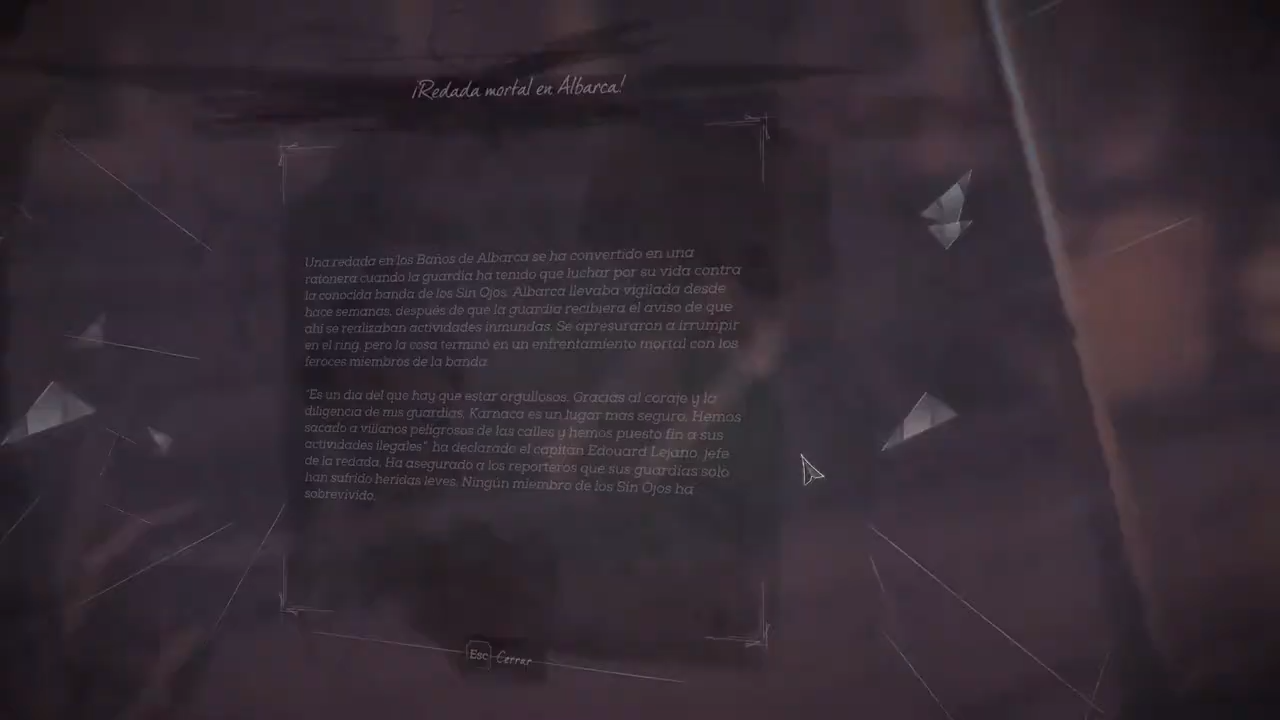 ¡Redada mortal en Albarca!
Una redada en los Baños de Albarca se ha convertido en una
ratonera cuando la guardia ha tenido que luchar por su vida contra
la conocida banda de los Sin Ojos. Albarca llevaba vigilada desde
hace semanas, después de que la guardia recibiera el aviso de que
ahí se realizaban actividades inmundas. Se apresuraron a irrumpir
en el ring, pero la cosa terminó en un enfrentamiento mortal con los
feroces miembros de la banda.
"Es un día del que hay que estar orgullosos. Gracias al coraje y la
diligencia de mis guardias, Karnaca es un lugar más seguro. Hemos
sacado a villanos peligrosos de las calles y hemos puesto fin a sus
actividades ilegales", ha declarado el capitán Edouard Lejano, jefe
de la redada. Ha asegurado a los reporteros que sus guardias solo
han sufrido heridas leves. Ningún miembro de los Sin Ojos ha
sobrevivido.
Esc Cerrar